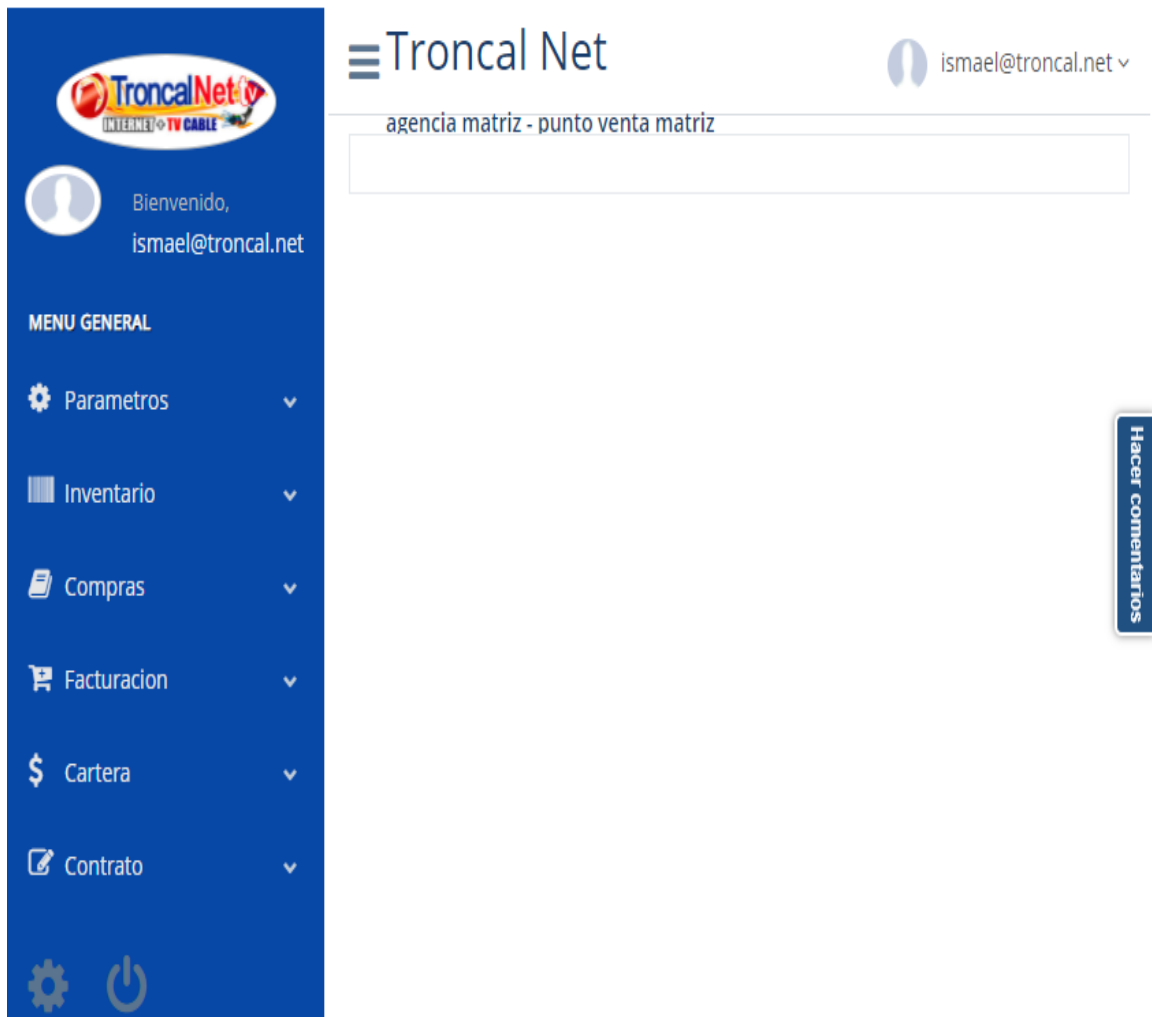 TroncalNet tv
INTERNET + TV CABLE
Bienvenido,
ismael@troncal.net
MENU GENERAL
Parametros
Inventario
Compras
Facturacion
Cartera
Contrato
Troncal Net
ismael@troncal.net
agencia matriz - punto venta matriz
Hacer comentarios